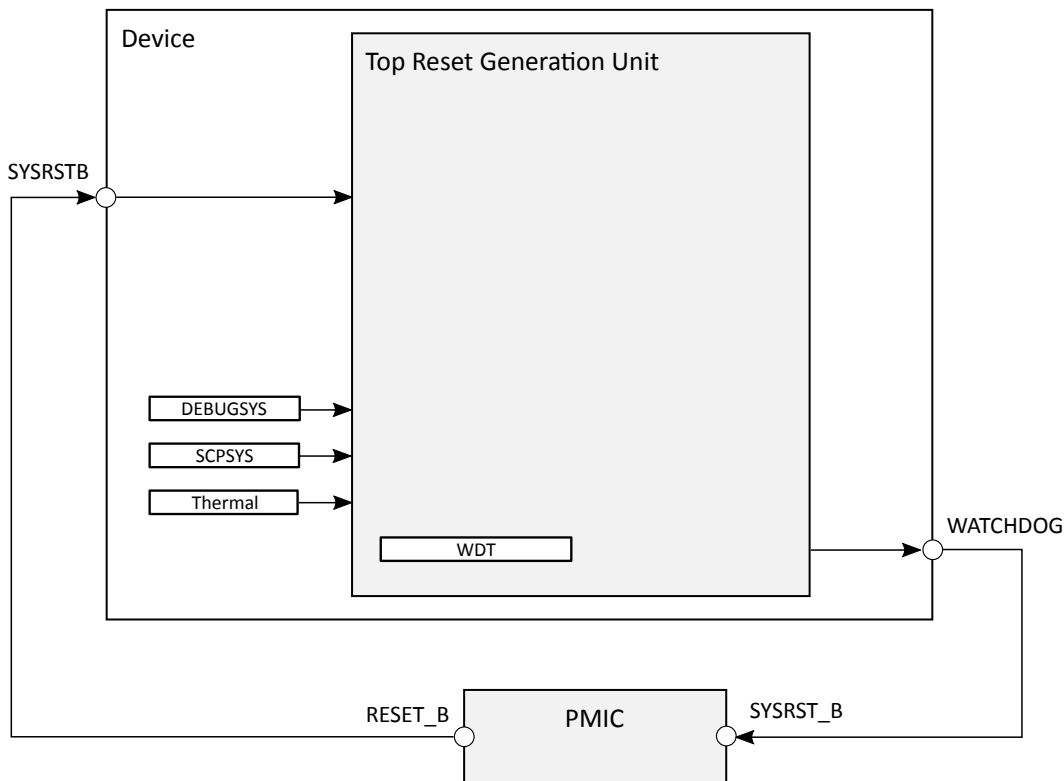 Device
Top Reset Generation Unit
SYSRSTB
DEBUGSYS
SCPSYS
Thermal
WATCHDOG
WDT
RESET_B
PMIC
SYSRST_B